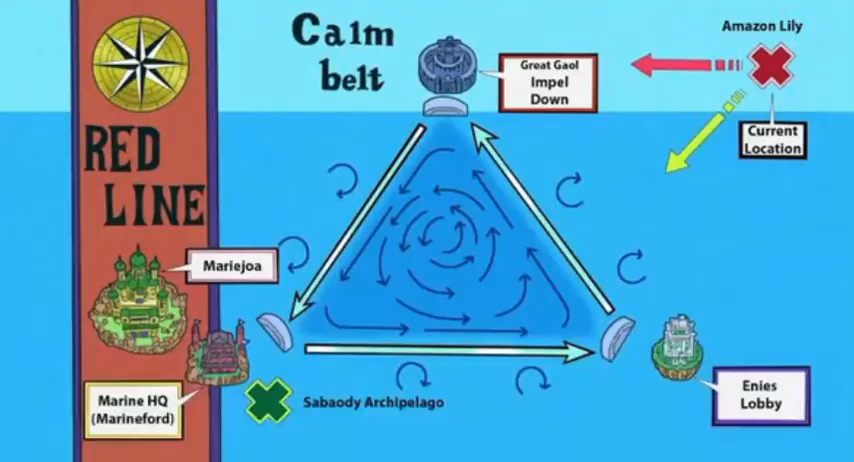 Calm
belt
Great Gaol
Impel
Down
Amazon Lily
Current
Location
RED
LINE
Mariejoa
Marine HQ
(Marineford)
Sabaody Archipelago
Enies
Lobby